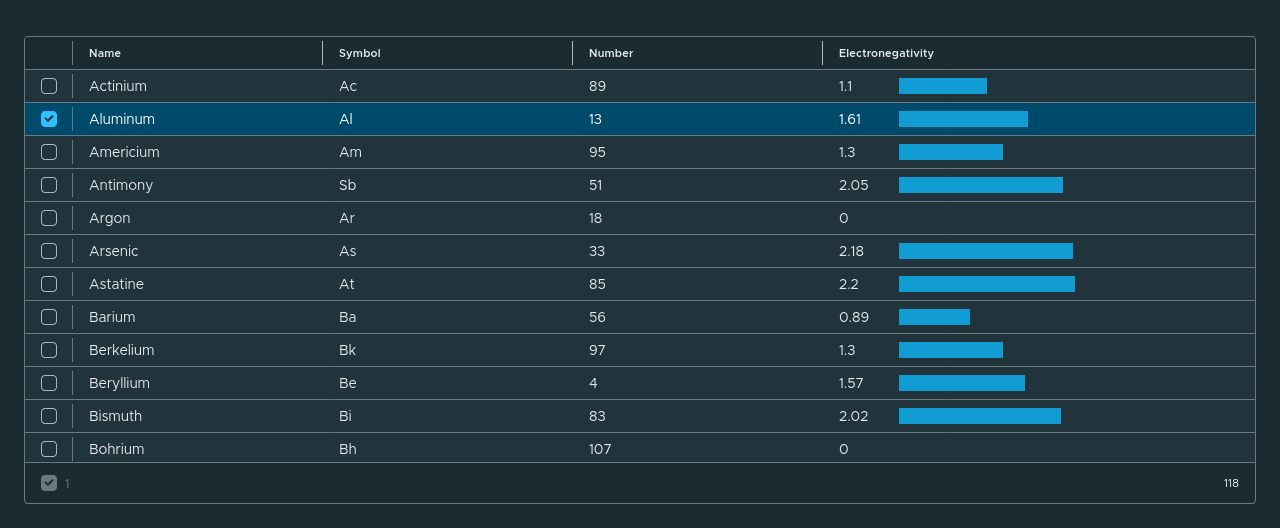 Name Symbol Number Electronegativity
Actinium Ac 89 1.1
Aluminum Al 13 1.61
Americium Am 95 1.3
Antimony Sb 51 2.05
Argon Ar 18 0
Arsenic As 33 2.18
Astatine At 85 2.2
Barium Ba 56 0.89
Berkelium Bk 97 1.3
Beryllium Be 4 1.57
Bismuth Bi 83 2.02
Bohrium Bh 107 0
1 118